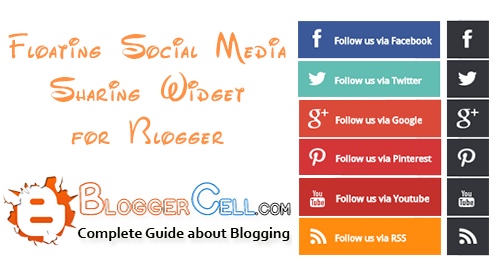 Floating Social Media
Sharing Widget
for Blogger
BloggerCell.com
Complete Guide about Blogging
f Follow us via Facebook f
Follow us via Twitter
g+ Follow us via Google g+
Follow us via Pinterest
You Tube Follow us via Youtube You Tube
Follow us via RSS